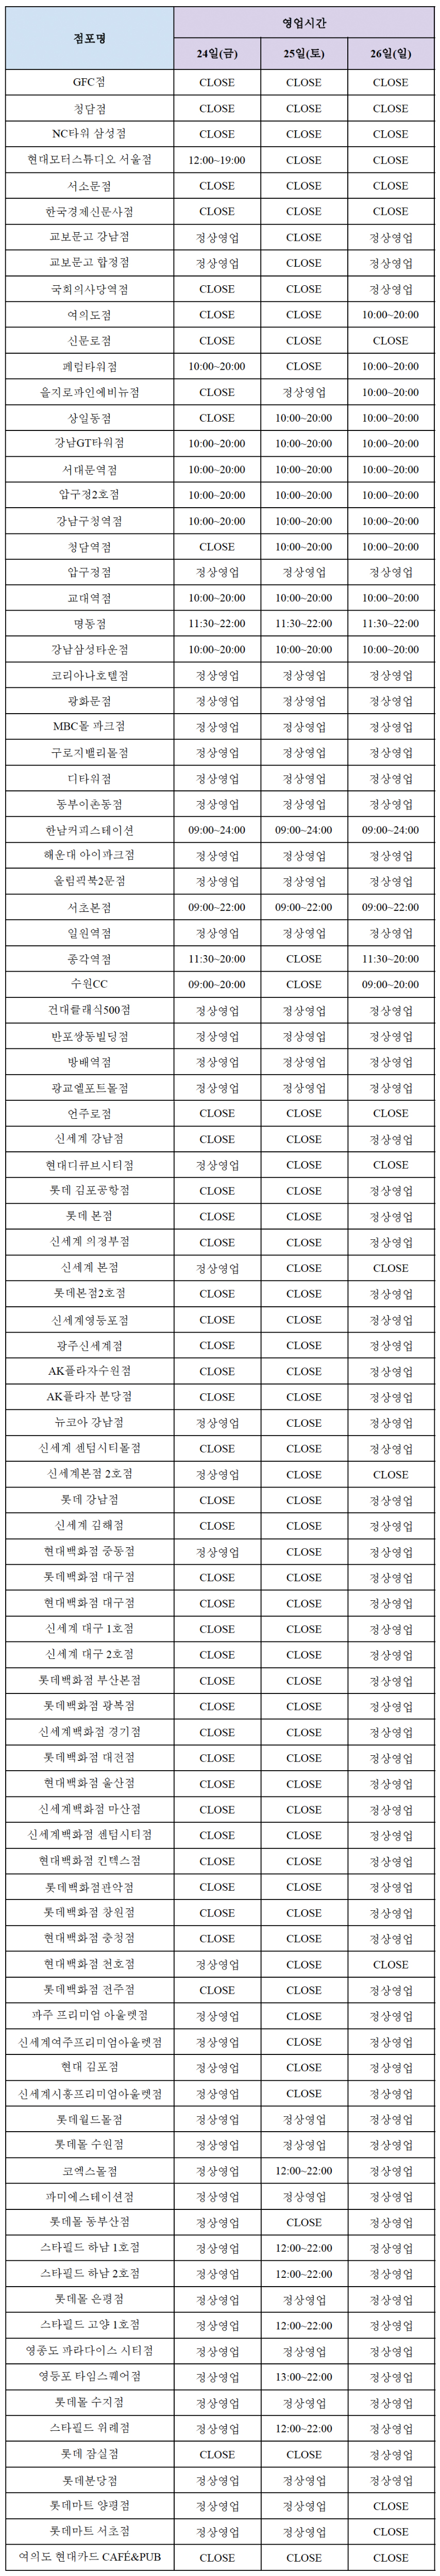 점포명 영업시간
24일(금) 25일(토) 26일(일)
GFC점 CLOSE CLOSE CLOSE
청담점 CLOSE CLOSE CLOSE
NC타워 삼성점 CLOSE CLOSE CLOSE
현대모터스튜디오 서울점 12:00~19:00 CLOSE CLOSE
서소문점 CLOSE CLOSE CLOSE
한국경제신문사점 CLOSE CLOSE CLOSE
교보문고 강남점 정상영업 CLOSE 정상영업
교보문고 합정점 정상영업 CLOSE 정상영업
국회의사당역점 CLOSE CLOSE 정상영업
여의도점 CLOSE CLOSE 10:00~20:00
신문로점 CLOSE CLOSE CLOSE
페럼타워점 10:00~20:00 CLOSE 10:00~20:00
을지로파인에비뉴점 CLOSE 정상영업 10:00~20:00
상일동점 CLOSE 10:00~20:00 10:00~20:00
강남GT타워점 10:00~20:00 10:00~20:00 10:00~20:00
서대문역점 10:00~20:00 10:00~20:00 10:00~20:00
압구정2호점 10:00~20:00 10:00~20:00 10:00~20:00
강남구청역점 10:00~20:00 10:00~20:00 10:00~20:00
청담역점 CLOSE 10:00~20:00 10:00~20:00
압구정점 정상영업 정상영업 정상영업
교대역점 10:00~20:00 10:00~20:00 10:00~20:00
명동점 11:30~22:00 11:30~22:00 11:30~22:00
강남삼성타운점 10:00~20:00 10:00~20:00 10:00~20:00
코리아나호텔점 정상영업 정상영업 정상영업
광화문점 정상영업 정상영업 정상영업
MBC몰 파크점 정상영업 정상영업 정상영업
구로지밸리몰점 정상영업 정상영업 정상영업
디타워점 정상영업 정상영업 정상영업
동부이촌동점 정상영업 정상영업 정상영업
한남커피스테이션 09:00~24:00 09:00~24:00 09:00~24:00
해운대 아이파크점 정상영업 정상영업 정상영업
올림픽북2문점 정상영업 정상영업 정상영업
서초본점 09:00~22:00 09:00~22:00 09:00~22:00
일원역점 정상영업 정상영업 정상영업
종각역점 11:30~20:00 CLOSE 11:30~20:00
수원CC 09:00~20:00 CLOSE 09:00~20:00
건대클래식500점 정상영업 정상영업 정상영업
반포쌍동빌딩점 정상영업 정상영업 정상영업
방배역점 정상영업 정상영업 정상영업
광교엘포트몰점 정상영업 정상영업 정상영업
언주로점 CLOSE CLOSE CLOSE
신세계 강남점 CLOSE CLOSE 정상영업
현대디큐브시티점 정상영업 CLOSE CLOSE
롯데 김포공항점 CLOSE CLOSE 정상영업
롯데 본점 CLOSE CLOSE 정상영업
신세계 의정부점 CLOSE CLOSE 정상영업
신세계 본점 정상영업 CLOSE CLOSE
롯데본점2호점 CLOSE CLOSE 정상영업
신세계영등포점 CLOSE CLOSE 정상영업
광주신세계점 CLOSE CLOSE 정상영업
AK플라자수원점 CLOSE CLOSE 정상영업
AK플라자 분당점 CLOSE CLOSE 정상영업
뉴코아 강남점 정상영업 CLOSE 정상영업
신세계 센텀시티몰점 CLOSE CLOSE 정상영업
신세계본점 2호점 정상영업 CLOSE CLOSE
롯데 강남점 CLOSE CLOSE 정상영업
신세계 김해점 CLOSE CLOSE 정상영업
현대백화점 중동점 정상영업 CLOSE 정상영업
롯데백화점 대구점 CLOSE CLOSE 정상영업
현대백화점 대구점 CLOSE CLOSE 정상영업
신세계 대구 1호점 CLOSE CLOSE 정상영업
신세계 대구 2호점 CLOSE CLOSE 정상영업
롯데백화점 부산본점 CLOSE CLOSE 정상영업
롯데백화점 광복점 CLOSE CLOSE 정상영업
신세계백화점 경기점 CLOSE CLOSE 정상영업
롯데백화점 대전점 CLOSE CLOSE 정상영업
현대백화점 울산점 CLOSE CLOSE 정상영업
신세계백화점 마산점 CLOSE CLOSE 정상영업
신세계백화점 센텀시티점 CLOSE CLOSE 정상영업
현대백화점 킨텍스점 CLOSE CLOSE 정상영업
롯데백화점관악점 CLOSE CLOSE 정상영업
롯데백화점 창원점 CLOSE CLOSE 정상영업
현대백화점 충청점 CLOSE CLOSE 정상영업
현대백화점 천호점 정상영업 CLOSE CLOSE
롯데백화점 전주점 CLOSE CLOSE 정상영업
파주 프리미엄 아울렛점 정상영업 CLOSE 정상영업
신세계여주프리미엄아울렛점 정상영업 CLOSE 정상영업
현대 김포점 정상영업 CLOSE 정상영업
신세계시흥프리미엄아울렛점 정상영업 CLOSE 정상영업
롯데월드몰점 정상영업 정상영업 정상영업
롯데몰 수원점 정상영업 정상영업 정상영업
코엑스몰점 정상영업 12:00~22:00 정상영업
파미에스테이션점 정상영업 정상영업 정상영업
롯데몰 동부산점 정상영업 CLOSE 정상영업
스타필드 하남 1호점 정상영업 12:00~22:00 정상영업
스타필드 하남 2호점 정상영업 12:00~22:00 정상영업
롯데몰 은평점 정상영업 정상영업 정상영업
스타필드 고양 1호점 정상영업 12:00~22:00 정상영업
영종도 파라다이스 시티점 정상영업 정상영업 정상영업
영등포 타임스퀘어점 정상영업 13:00~22:00 정상영업
롯데몰 수지점 정상영업 정상영업 정상영업
스타필드 위례점 정상영업 12:00~22:00 정상영업
롯데 잠실점 CLOSE CLOSE 정상영업
롯데분당점 정상영업 정상영업 정상영업
롯데마트 양평점 정상영업 정상영업 CLOSE
롯데마트 서초점 정상영업 정상영업 CLOSE
여의도 현대카드 CAFÉ&PUB CLOSE CLOSE CLOSE